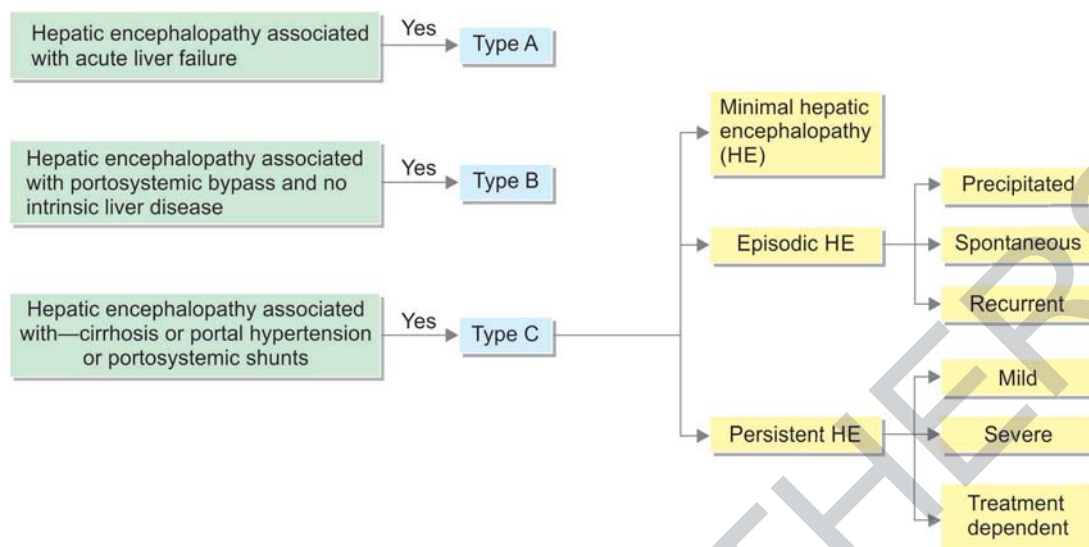 Hepatic encephalopathy associated
with acute liver failure
Yes
Type A
Hepatic encephalopathy associated
with portosystemic bypass and no
intrinsic liver disease
Yes
Type B
Hepatic encephalopathy associated
with—cirrhosis or portal hypertension
or portosystemic shunts
Yes
Type C
Minimal hepatic
encephalopathy
(HE)
Episodic HE
Precipitated
Spontaneous
Recurrent
Persistent HE
Mild
Severe
Treatment
dependent